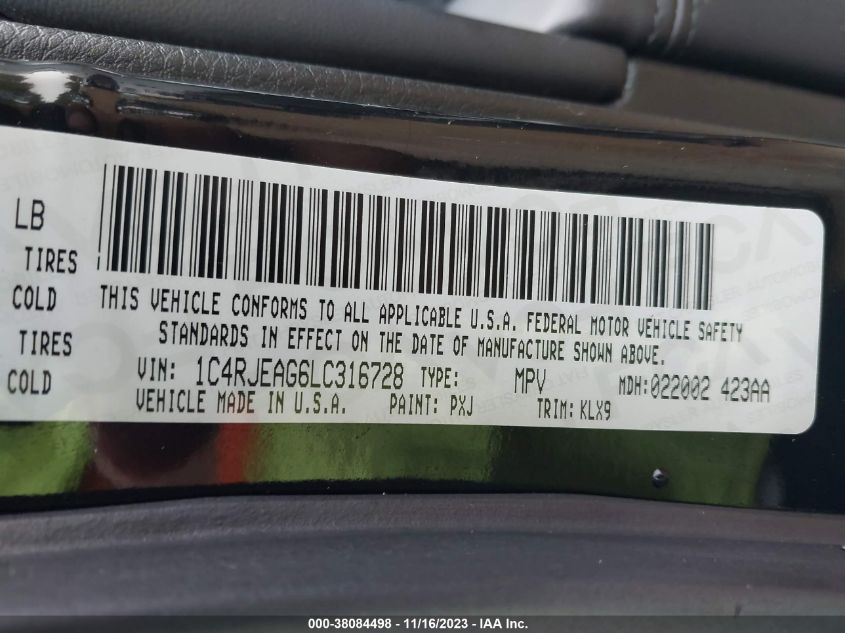 LB
TIRES
COLD
TIRES
COLD
THIS VEHICLE CONFORMS TO ALL APPLICABLE U.S.A. FEDERAL MOTOR VEHICLE SAFETY
STANDARDS IN EFFECT ON THE DATE OF MANUFACTURE SHOWN ABOVE.
VIN: 1C4RJEAG6LC316728 TYPE: MPV MDH:022002 423AA
VEHICLE MADE IN U.S.A. PAINT: PXJ TRIM: KLX9
000-38084498 - 11/16/2023 - IAA Inc.